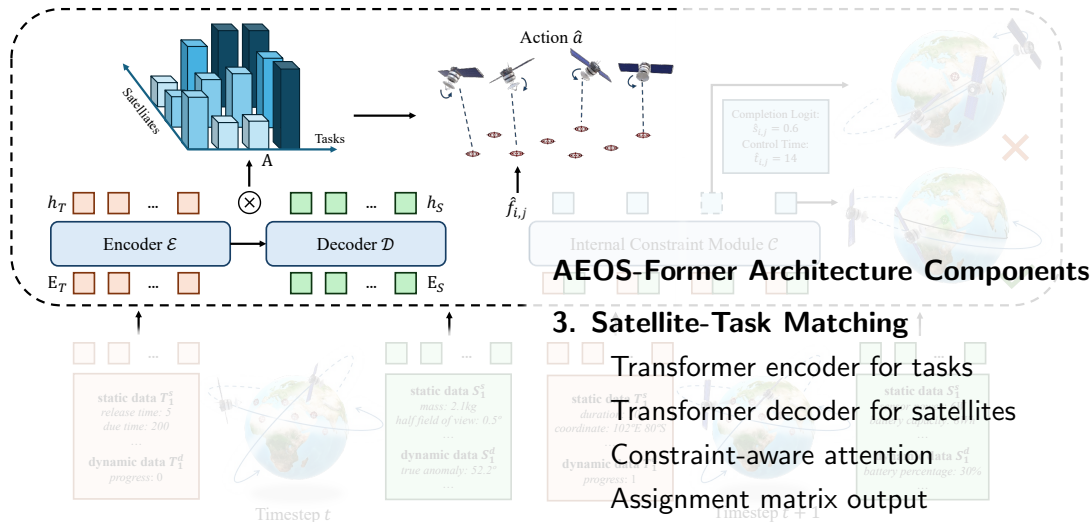 Action â
Satelliates
Tasks
A
Completion Logit:
ŝ_{i,j} = 0.6
Control Time:
t̂_{i,j} = 14
h_T
...
...
h_S
f̂_{i,j}
...
Encoder ℰ
Decoder 𝒟
Internal Constraint Module 𝒞
E_T
...
...
E_S
AEOS-Former Architecture Components
3. Satellite-Task Matching
Transformer encoder for tasks
Transformer decoder for satellites
Constraint-aware attention
Assignment matrix output
...
...
...
...
static data T_1^s
release time: 5
due time: 200
...
dynamic data T_1^d
progress: 0
static data S_1^s
mass: 2.1kg
half field of view: 0.5°
...
dynamic data S_1^d
true anomaly: 52.2°
...
static data
coordinate: 102°E 80°S
...
dynamic data
progress: 1
static data S_1^s
...
dynamic data S_1^d
battery percentage: 30%
...
Timestep t
Timestep t + 1